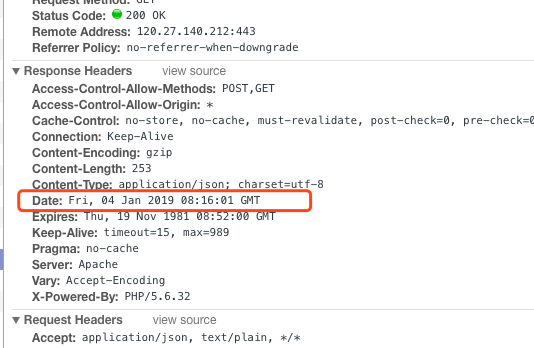 Request Method: GET
Status Code: 200 OK
Remote Address: 120.27.140.212:443
Referrer Policy: no-referrer-when-downgrade
Response Headers view source
Access-Control-Allow-Methods: POST,GET
Access-Control-Allow-Origin: *
Cache-Control: no-store, no-cache, must-revalidate, post-check=0, pre-check=0
Connection: Keep-Alive
Content-Encoding: gzip
Content-Length: 253
Content-Type: application/json; charset=utf-8
Date: Fri, 04 Jan 2019 08:16:01 GMT
Expires: Thu, 19 Nov 1981 08:52:00 GMT
Keep-Alive: timeout=15, max=989
Pragma: no-cache
Server: Apache
Vary: Accept-Encoding
X-Powered-By: PHP/5.6.32
Request Headers view source
Accept: application/json, text/plain, */*